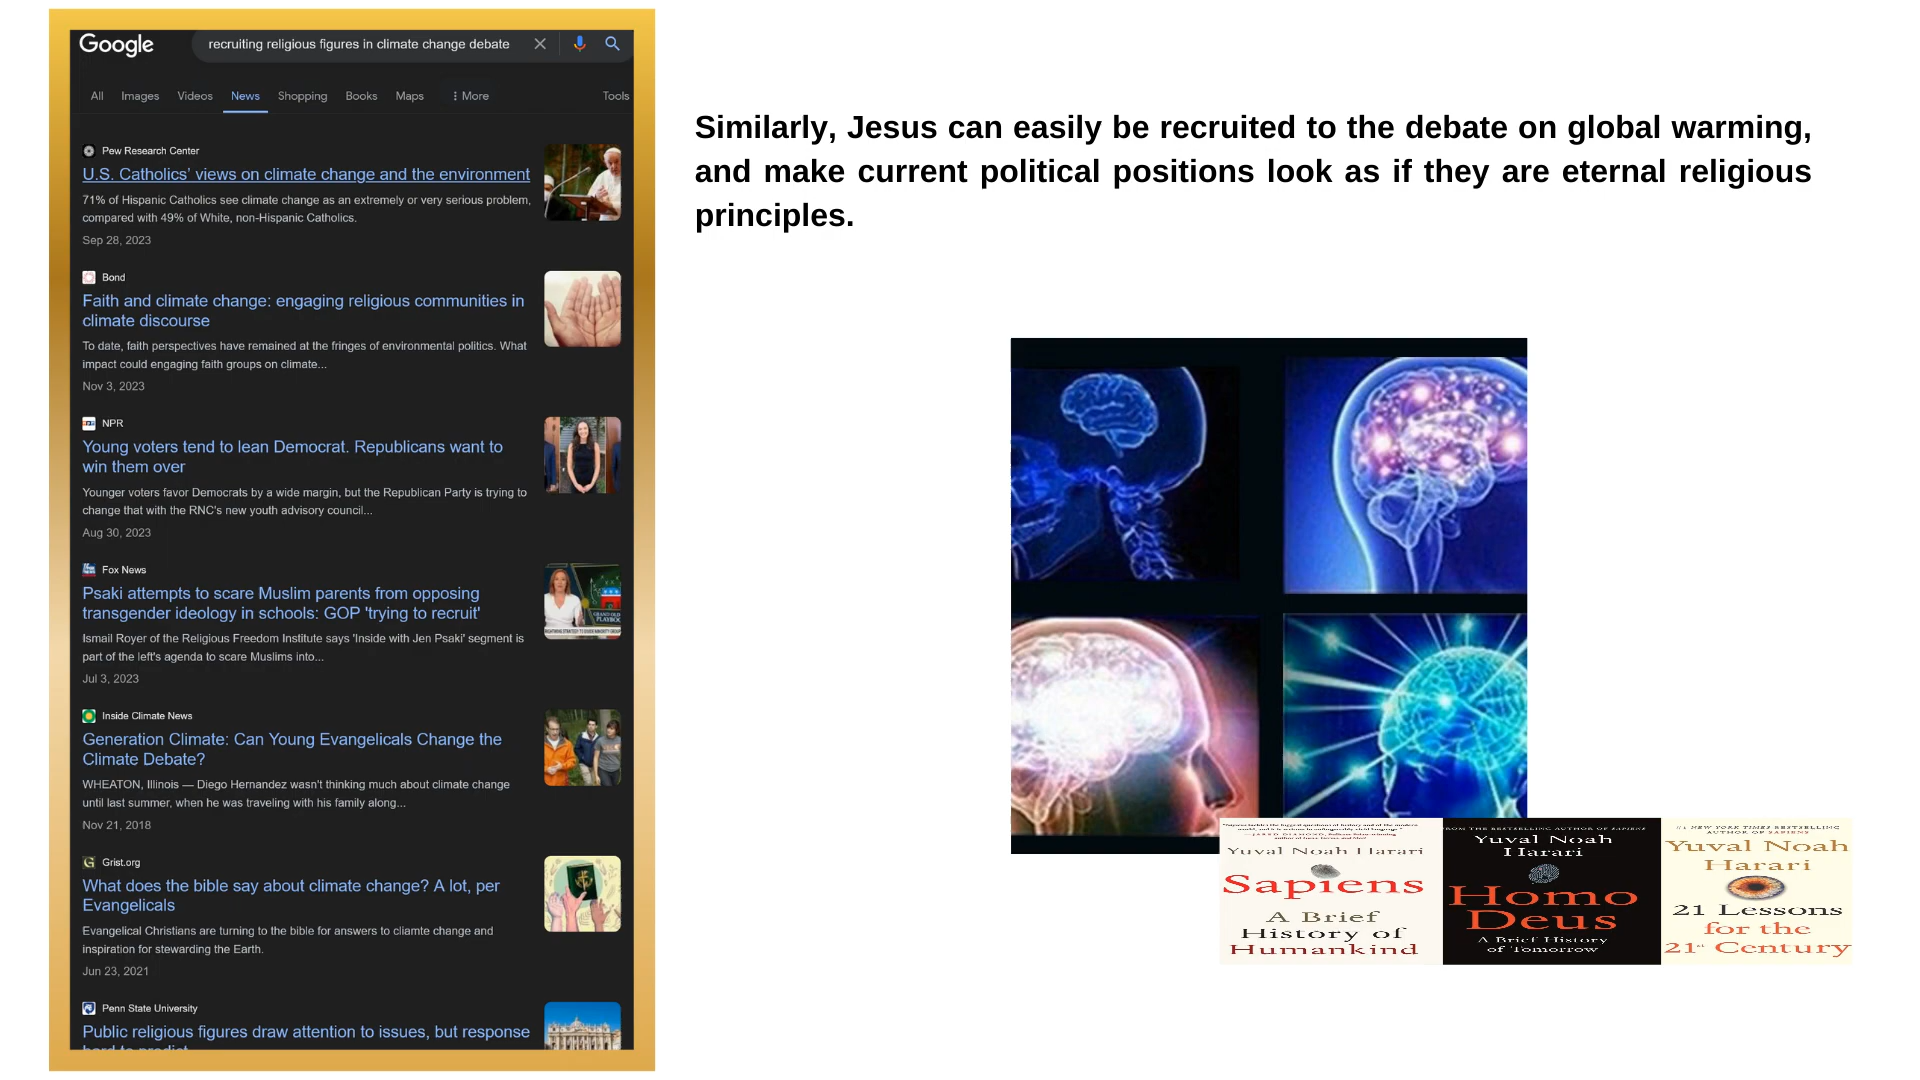 Google
recruiting religious figures in climate change debate
All Images Videos News Shopping Books Maps More Tools
Pew Research Center
U.S. Catholics' views on climate change and the environment
71% of Hispanic Catholics see climate change as an extremely or very serious problem,
compared with 49% of White, non-Hispanic Catholics.
Sep 28, 2023
Bond
Faith and climate change: engaging religious communities in
climate discourse
To date, faith perspectives have remained at the fringes of environmental politics. What
impact could engaging faith groups on climate...
Nov 3, 2023
NPR
Young voters tend to lean Democrat. Republicans want to
win them over
Younger voters favor Democrats by a wide margin, but the Republican Party is trying to
change that with the RNC's new youth advisory council...
Aug 30, 2023
Fox News
Psaki attempts to scare Muslim parents from opposing
transgender ideology in schools: GOP 'trying to recruit'
Ismail Royer of the Religious Freedom Institute says 'Inside with Jen Psaki' segment is
part of the left's agenda to scare Muslims into...
Jul 3, 2023
Inside Climate News
Generation Climate: Can Young Evangelicals Change the
Climate Debate?
WHEATON, Illinois — Diego Hernandez wasn't thinking much about climate change
until last summer, when he was traveling with his family along...
Nov 21, 2018
Grist.org
What does the bible say about climate change? A lot, per
Evangelicals
Evangelical Christians are turning to the bible for answers to cliamte change and
inspiration for stewarding the Earth.
Jun 23, 2021
Penn State University
Public religious figures draw attention to issues, but response
hard to predict
Similarly, Jesus can easily be recruited to the debate on global warming,
and make current political positions look as if they are eternal religious
principles.
Yuval Noah Harari
Sapiens
A Brief
History of
Humankind
FROM THE BESTSELLING AUTHOR OF SAPIENS
Yuval Noah
Harari
Homo
Deus
A Brief History
of Tomorrow
#1 NEW YORK TIMES BESTSELLING
AUTHOR OF SAPIENS
Yuval Noah
Harari
21 Lessons
for the
21st Century